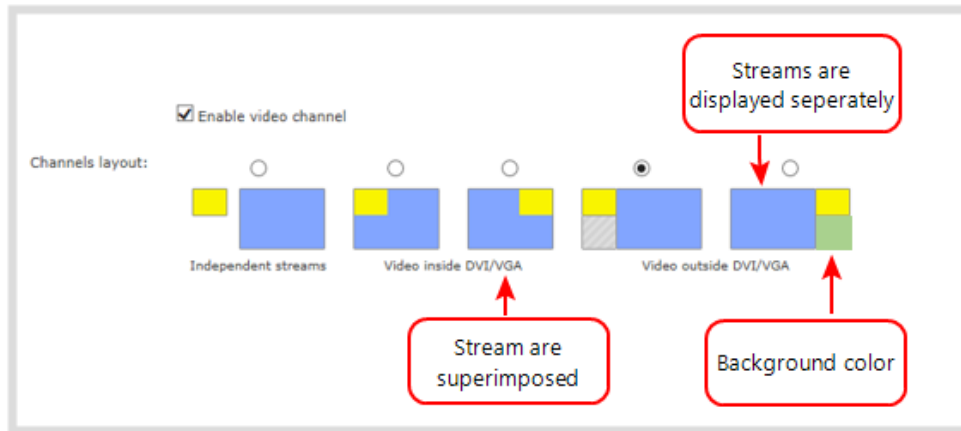 Streams are
displayed seperately
Enable video channel
Channels layout:
Independent streams
Video inside DVI/VGA
Video outside DVI/VGA
Stream are
superimposed
Background color